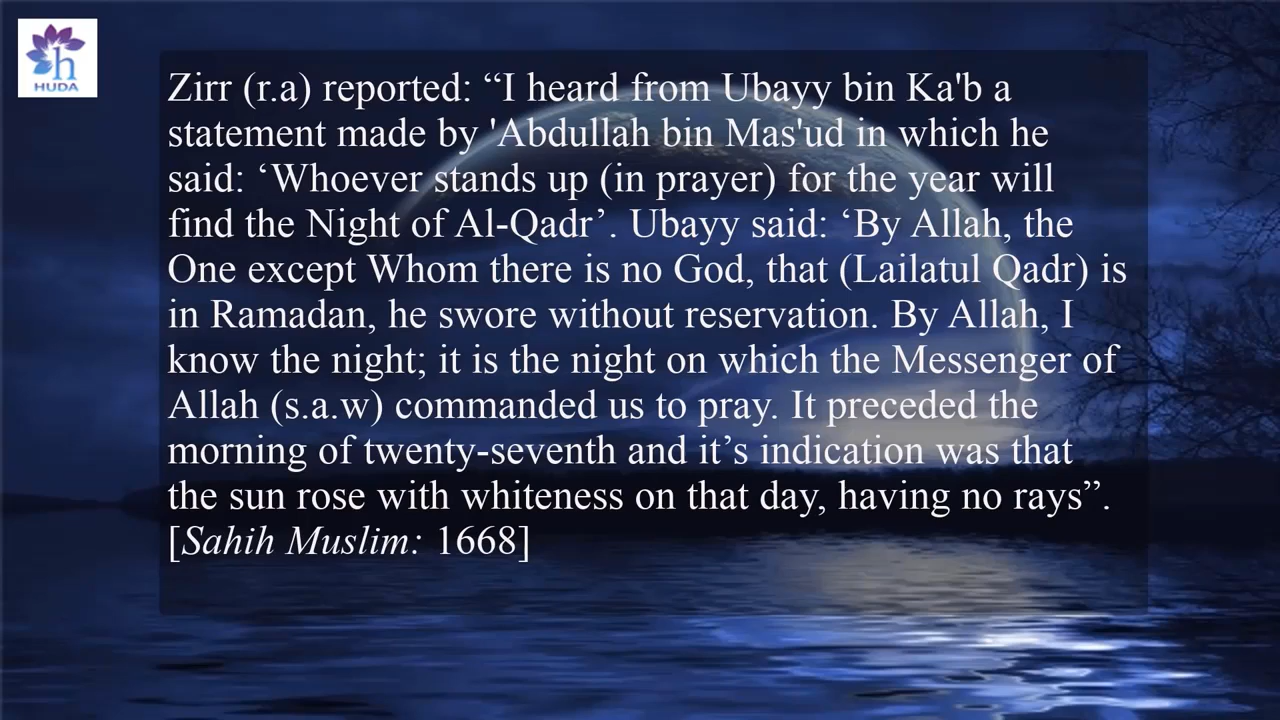 h
HUDA
Zirr (r.a) reported: “I heard from Ubayy bin Ka'b a
statement made by 'Abdullah bin Mas'ud in which he
said: ‘Whoever stands up (in prayer) for the year will
find the Night of Al-Qadr’. Ubayy said: ‘By Allah, the
One except Whom there is no God, that (Lailatul Qadr) is
in Ramadan, he swore without reservation. By Allah, I
know the night; it is the night on which the Messenger of
Allah (s.a.w) commanded us to pray. It preceded the
morning of twenty-seventh and it’s indication was that
the sun rose with whiteness on that day, having no rays”.
[Sahih Muslim: 1668]